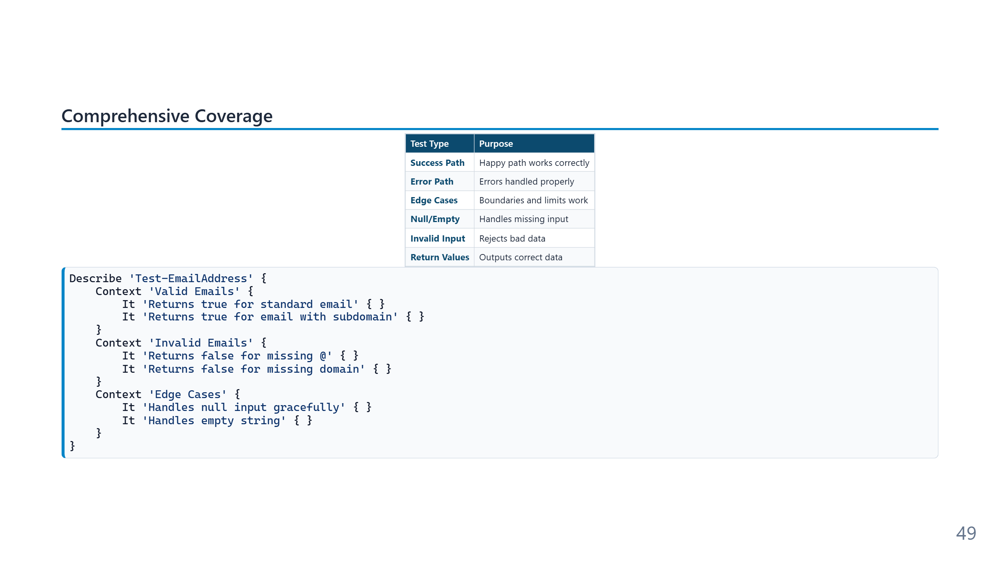 Comprehensive Coverage
Test Type Purpose
Success Path Happy path works correctly
Error Path Errors handled properly
Edge Cases Boundaries and limits work
Null/Empty Handles missing input
Invalid Input Rejects bad data
Return Values Outputs correct data
Describe 'Test-EmailAddress' {
    Context 'Valid Emails' {
        It 'Returns true for standard email' { }
        It 'Returns true for email with subdomain' { }
    }
    Context 'Invalid Emails' {
        It 'Returns false for missing @' { }
        It 'Returns false for missing domain' { }
    }
    Context 'Edge Cases' {
        It 'Handles null input gracefully' { }
        It 'Handles empty string' { }
    }
}
49